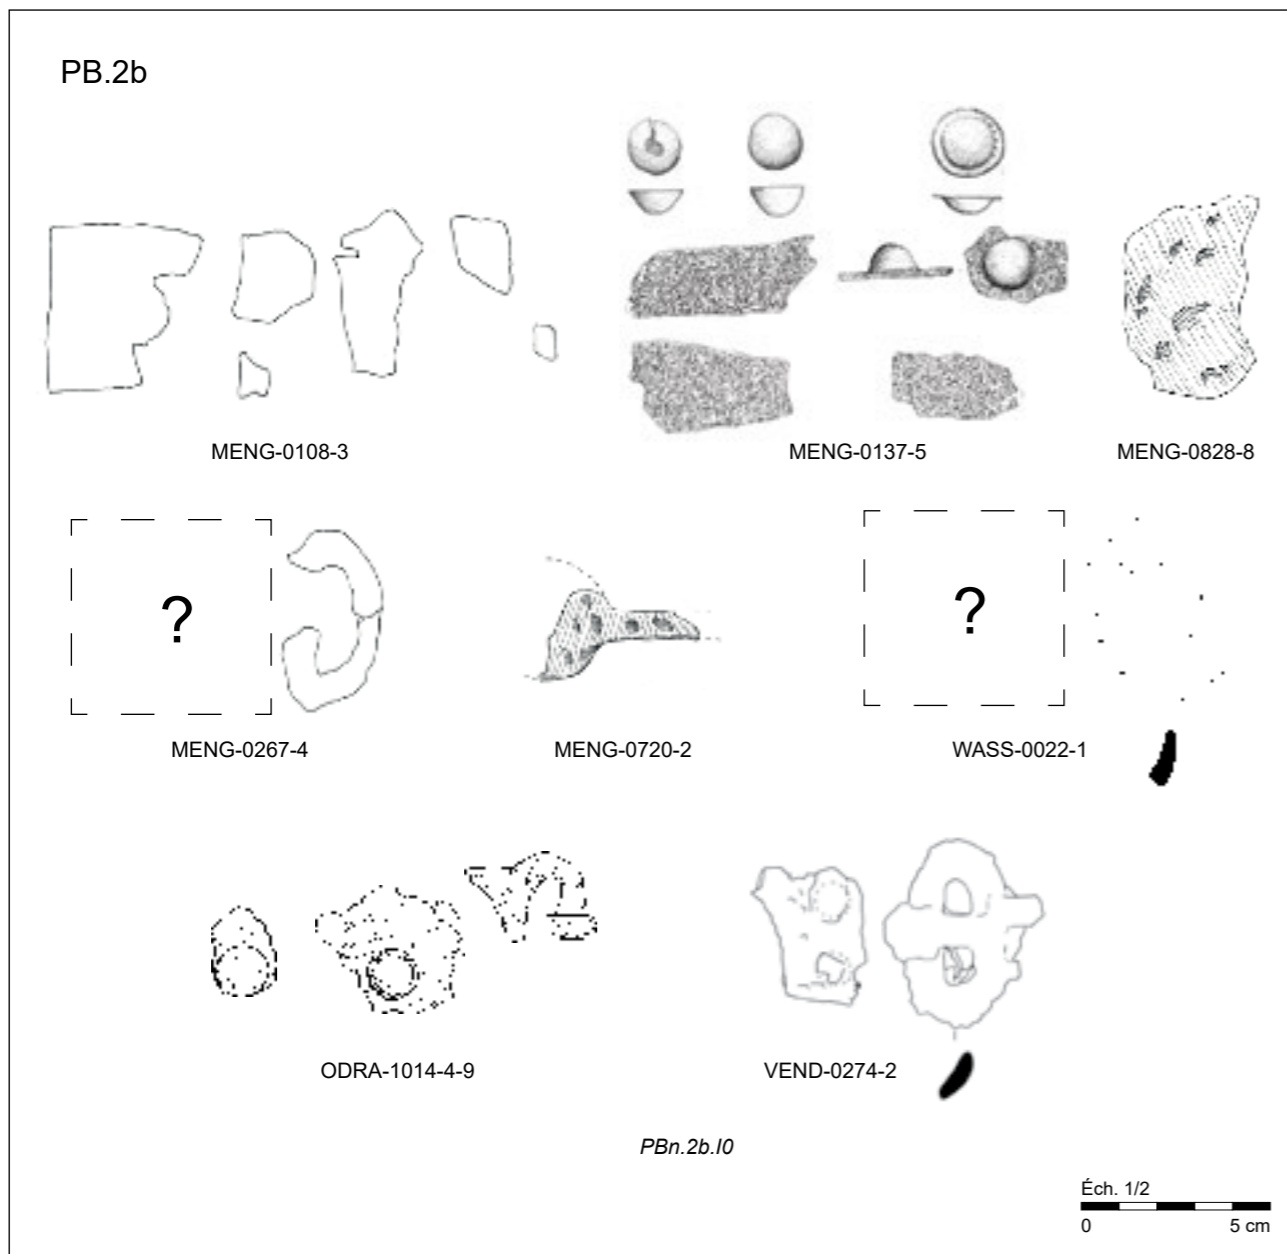 PB.2b
MENG-0108-3
MENG-0137-5
MENG-0828-8
?
?
MENG-0267-4
MENG-0720-2
WASS-0022-1
ODRA-1014-4-9
VEND-0274-2
PBn.2b.I0
Éch. 1/2
0 5 cm